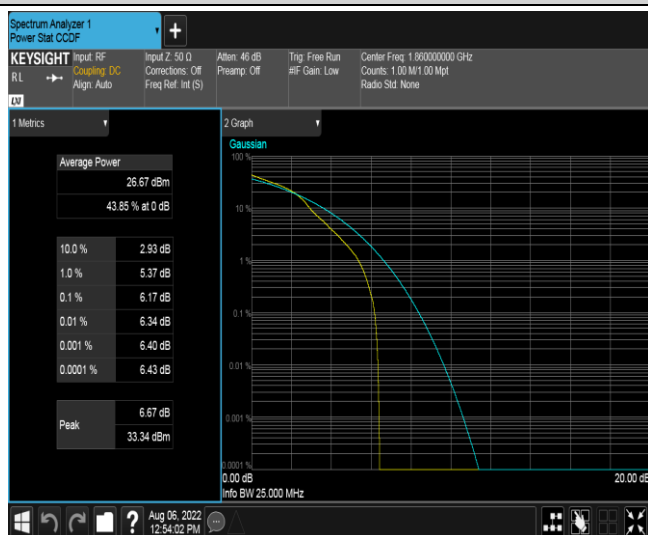 Spectrum Analyzer 1
Power Stat CCDF
+
KEYSIGHT
R L
LXI
Input: RF
Coupling: DC
Align: Auto
Input Z: 50 Ω
Corrections: Off
Freq Ref: Int (S)
Atten: 46 dB
Preamp: Off
Trig: Free Run
#IF Gain: Low
Center Freq: 1.860000000 GHz
Counts: 1.00 M/1.00 Mpt
Radio Std: None
1 Metrics
Average Power
26.67 dBm
43.85 % at 0 dB
10.0 % 2.93 dB
1.0 % 5.37 dB
0.1 % 6.17 dB
0.01 % 6.34 dB
0.001 % 6.40 dB
0.0001 % 6.43 dB
Peak
6.67 dB
33.34 dBm
2 Graph
Gaussian
100 %
10 %
1 %
0.1 %
0.01 %
0.001 %
0.0001 %
0.00 dB
20.00 dB
Info BW 25.000 MHz
?
Aug 06, 2022
12:54:02 PM